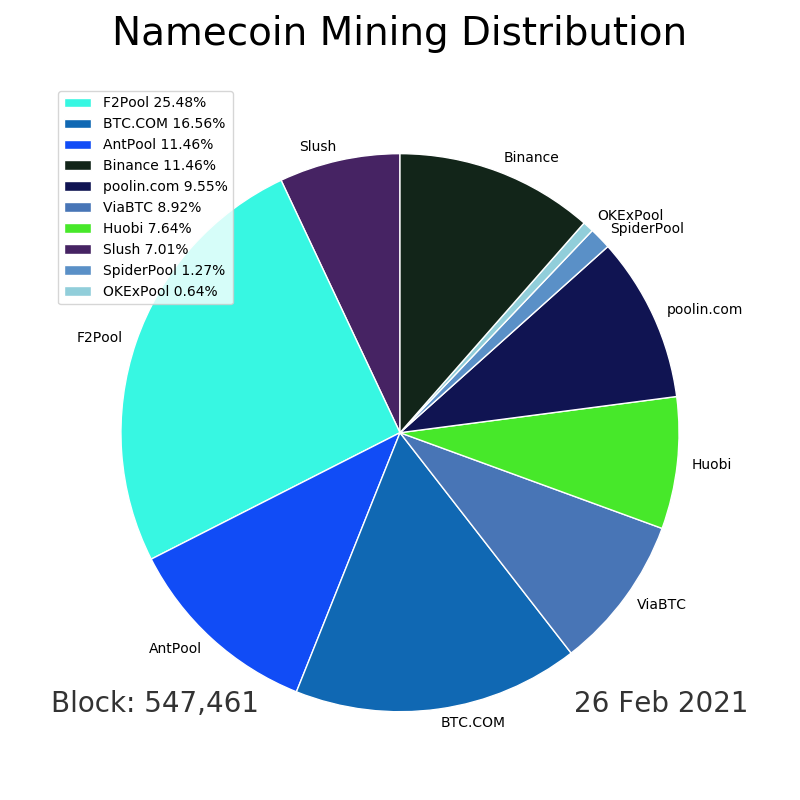 Namecoin Mining Distribution
F2Pool 25.48%
BTC.COM 16.56%
AntPool 11.46%
Binance 11.46%
poolin.com 9.55%
ViaBTC 8.92%
Huobi 7.64%
Slush 7.01%
SpiderPool 1.27%
OKExPool 0.64%
Slush
Binance
OKExPool
SpiderPool
poolin.com
F2Pool
Huobi
ViaBTC
AntPool
BTC.COM
Block: 547,461
26 Feb 2021